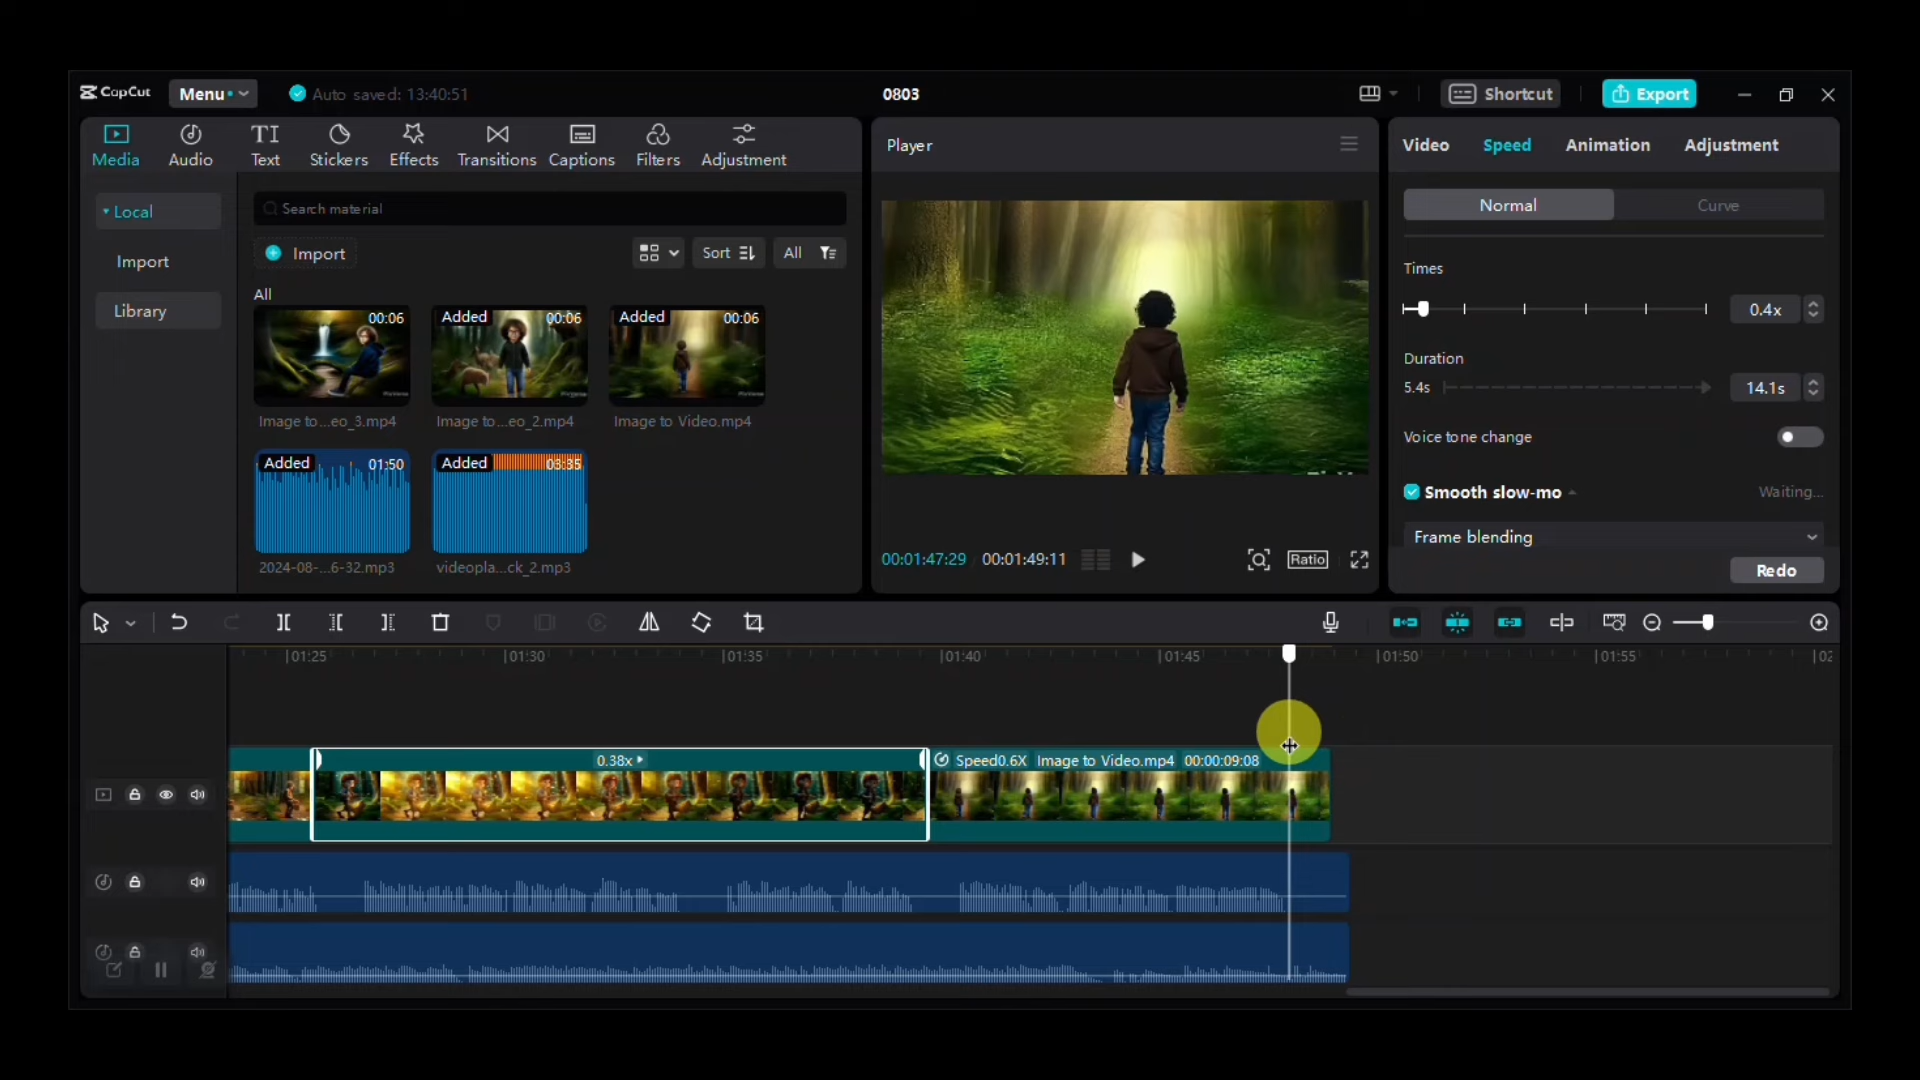 CapCut
Menu
Auto saved: 13:40:51
0803
Shortcut
Export
Media
Audio
Text
Stickers
Effects
Transitions
Captions
Filters
Adjustment
Local
Import
Library
Search material
Import
Sort
All
All
00:06
Image to...eo_3.mp4
Added 00:06
Image to...eo_2.mp4
Added 00:06
Image to Video.mp4
Added 01:50
2024-08-...6-32.mp3
Added 03:35
videopla...ck_2.mp3
Player
00:01:47:29 00:01:49:11
Ratio
Video
Speed
Animation
Adjustment
Normal
Curve
Times
0.4x
Duration
5.4s
14.1s
Voice tone change
Smooth slow-mo
Waiting...
Frame blending
Redo
01:25
01:30
01:35
01:40
01:45
01:50
01:55
02
0.38x
Speed0.6X Image to Video.mp4 00:00:09:08